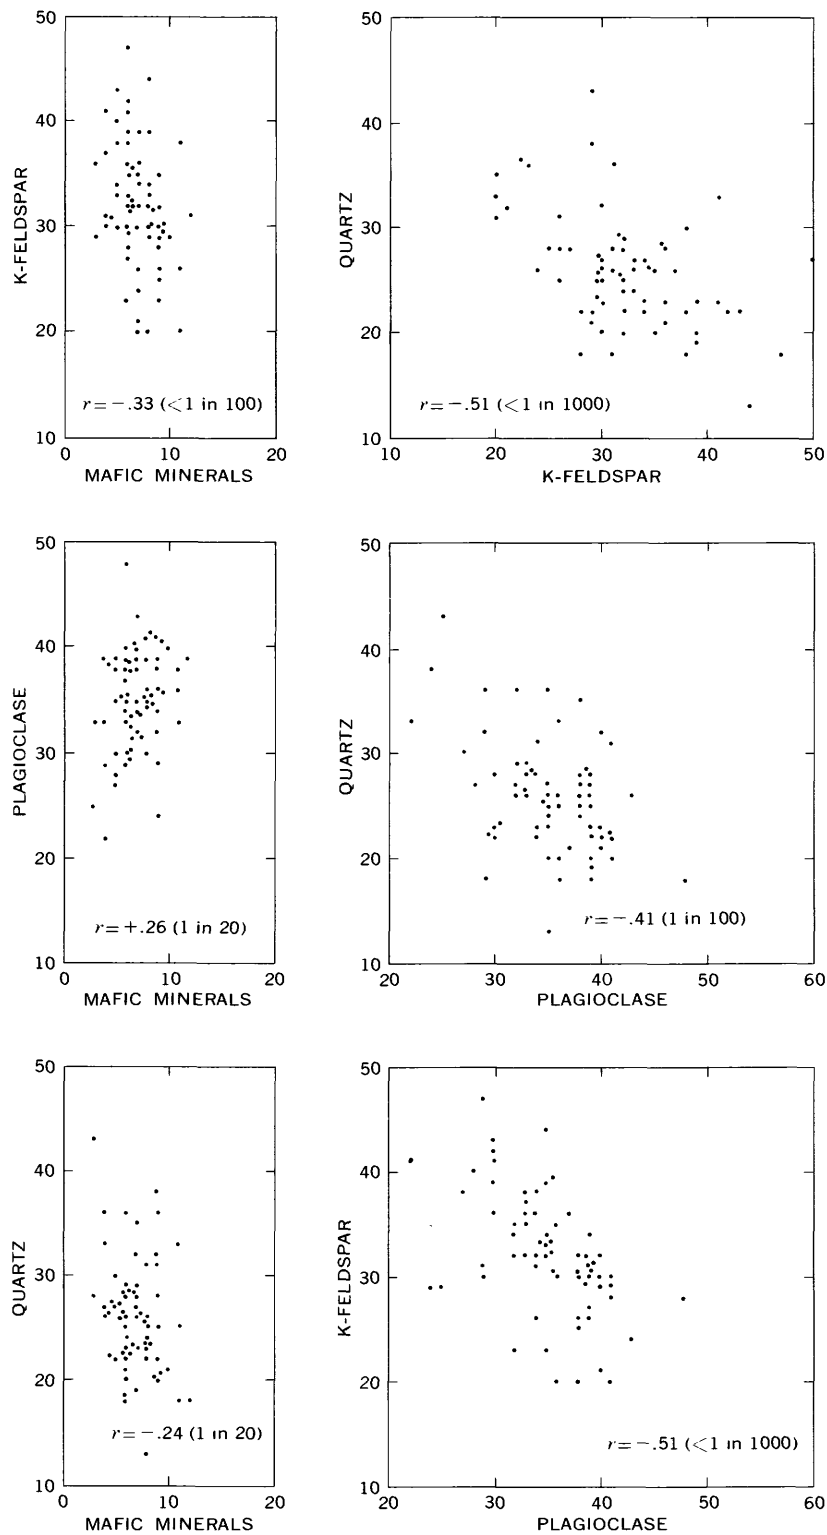 50
40
30
20
10
K-FELDSPAR
r=-.33 (<1 in 100)
0 10 20
MAFIC MINERALS
50
40
30
20
10
QUARTZ
r=-.51 (<1 in 1000)
10 20 30 40 50
K-FELDSPAR
50
40
30
20
10
PLAGIOCLASE
r=+.26 (1 in 20)
0 10 20
MAFIC MINERALS
50
40
30
20
10
QUARTZ
r=-.41 (1 in 100)
20 30 40 50 60
PLAGIOCLASE
50
40
30
20
10
QUARTZ
r=-.24 (1 in 20)
0 10 20
MAFIC MINERALS
50
40
30
20
10
K-FELDSPAR
r=-.51 (<1 in 1000)
20 30 40 50 60
PLAGIOCLASE